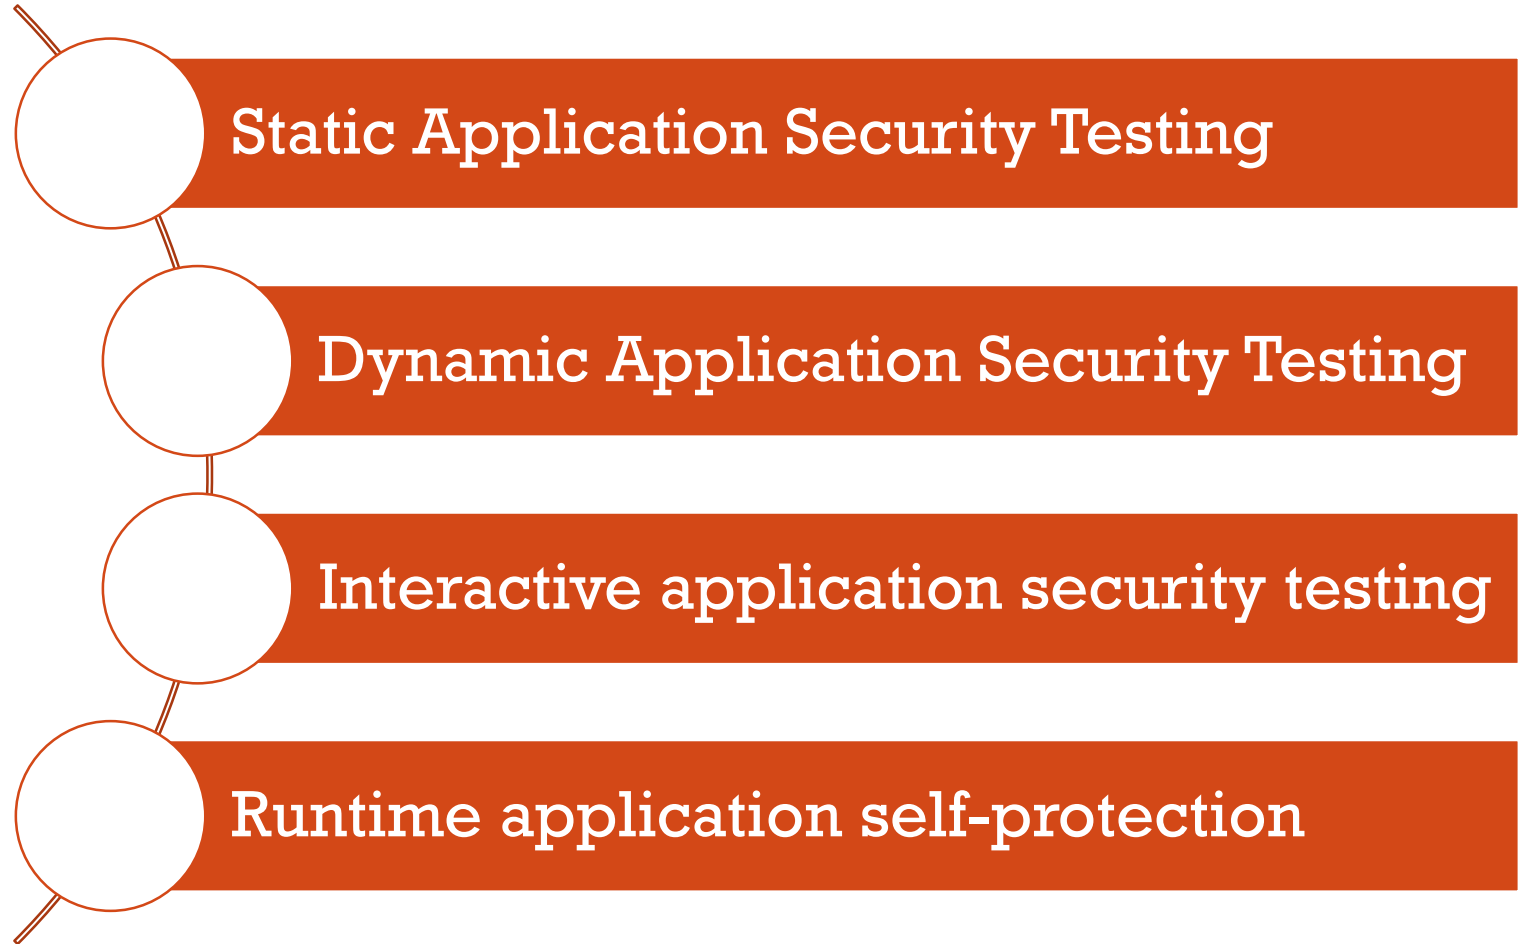 Static Application Security Testing
Dynamic Application Security Testing
Interactive application security testing
Runtime application self-protection